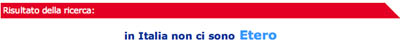 Risultato della ricerca:
in Italia non ci sono Etero